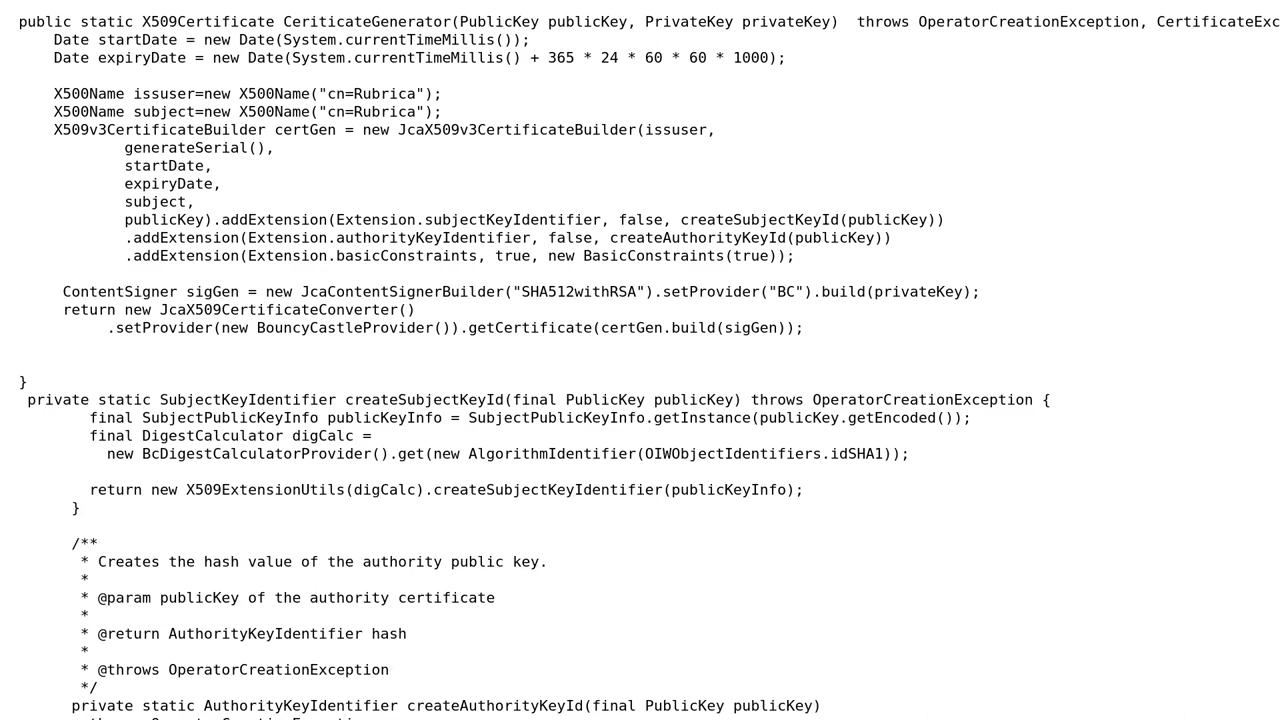 public static X509Certificate CeriticateGenerator(PublicKey publicKey, PrivateKey privateKey)  throws OperatorCreationException, CertificateExc
    Date startDate = new Date(System.currentTimeMillis());
    Date expiryDate = new Date(System.currentTimeMillis() + 365 * 24 * 60 * 60 * 1000);

    X500Name issuser=new X500Name("cn=Rubrica");
    X500Name subject=new X500Name("cn=Rubrica");
    X509v3CertificateBuilder certGen = new JcaX509v3CertificateBuilder(issuser,
            generateSerial(),
            startDate,
            expiryDate,
            subject,
            publicKey).addExtension(Extension.subjectKeyIdentifier, false, createSubjectKeyId(publicKey))
            .addExtension(Extension.authorityKeyIdentifier, false, createAuthorityKeyId(publicKey))
            .addExtension(Extension.basicConstraints, true, new BasicConstraints(true));

     ContentSigner sigGen = new JcaContentSignerBuilder("SHA512withRSA").setProvider("BC").build(privateKey);
     return new JcaX509CertificateConverter()
          .setProvider(new BouncyCastleProvider()).getCertificate(certGen.build(sigGen));


}
 private static SubjectKeyIdentifier createSubjectKeyId(final PublicKey publicKey) throws OperatorCreationException {
        final SubjectPublicKeyInfo publicKeyInfo = SubjectPublicKeyInfo.getInstance(publicKey.getEncoded());
        final DigestCalculator digCalc =
          new BcDigestCalculatorProvider().get(new AlgorithmIdentifier(OIWObjectIdentifiers.idSHA1));

        return new X509ExtensionUtils(digCalc).createSubjectKeyIdentifier(publicKeyInfo);
      }

      /**
       * Creates the hash value of the authority public key.
       *
       * @param publicKey of the authority certificate
       *
       * @return AuthorityKeyIdentifier hash
       *
       * @throws OperatorCreationException
       */
      private static AuthorityKeyIdentifier createAuthorityKeyId(final PublicKey publicKey)